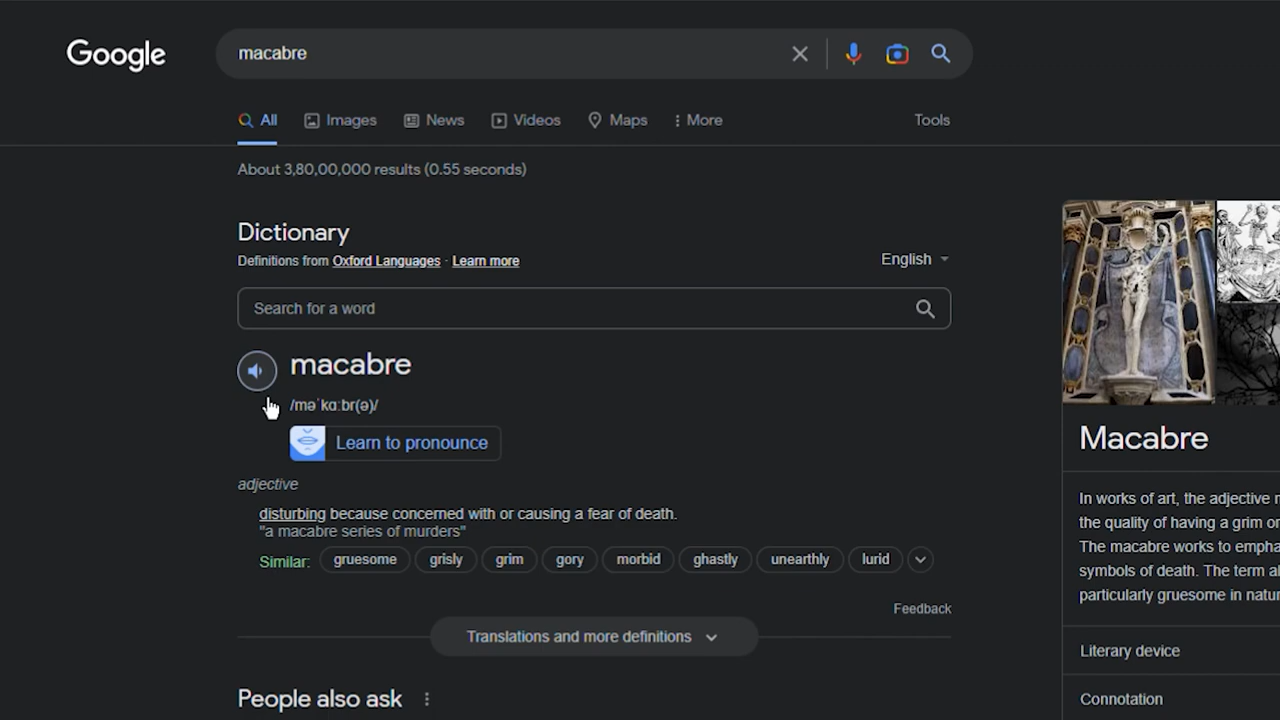 Google
macabre
All Images News Videos Maps More Tools
About 3,80,00,000 results (0.55 seconds)
Dictionary
Definitions from Oxford Languages · Learn more
English
Search for a word
macabre
/məˈkɑːbr(ə)/
Learn to pronounce
adjective
disturbing because concerned with or causing a fear of death.
"a macabre series of murders"
Similar: gruesome grisly grim gory morbid ghastly unearthly lurid
Feedback
Translations and more definitions
People also ask
Macabre
In works of art, the adjective
the quality of having a grim
The macabre works to
symbols of death. The term
particularly gruesome in
Literary device
Connotation